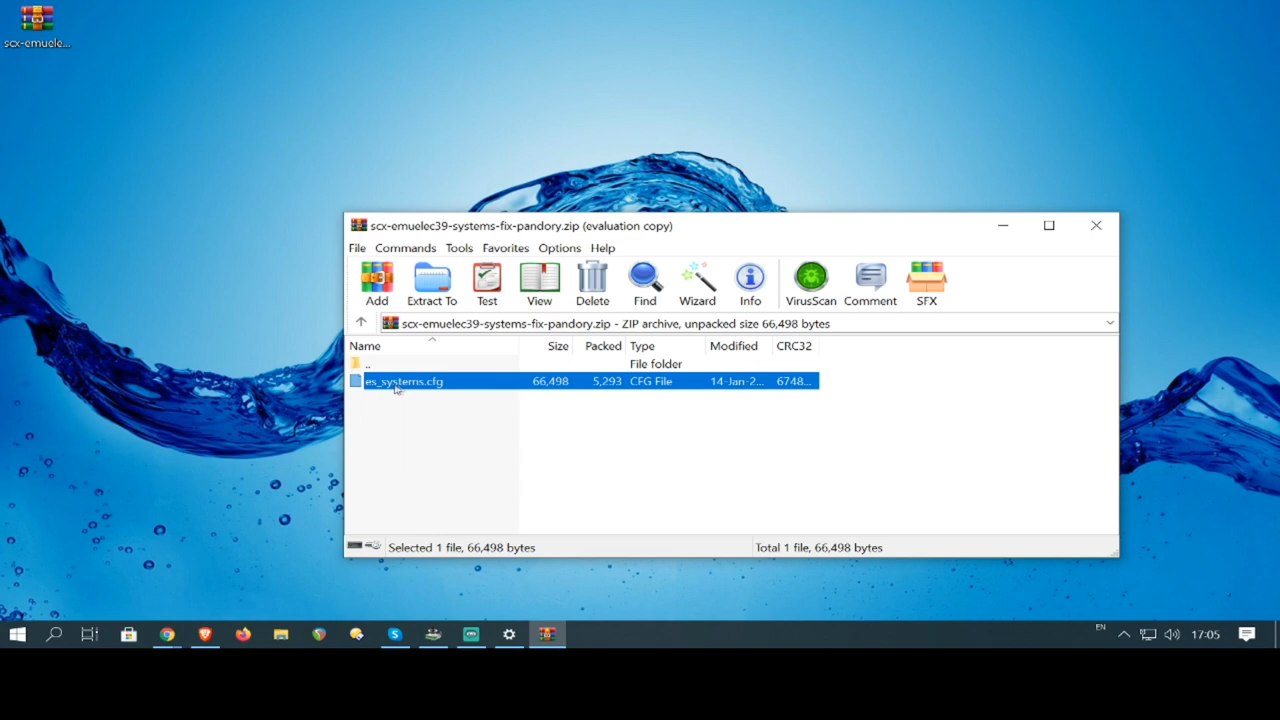 scx-emuele...
scx-emuelec39-systems-fix-pandory.zip (evaluation copy)
File Commands Tools Favorites Options Help
Add Extract To Test View Delete Find Wizard Info VirusScan Comment SFX
scx-emuelec39-systems-fix-pandory.zip - ZIP archive, unpacked size 66,498 bytes
Name Size Packed Type Modified CRC32
.. File folder
es_systems.cfg 66,498 5,293 CFG File 14-Jan-2... 6748...
Selected 1 file, 66,498 bytes Total 1 file, 66,498 bytes
EN
17:05